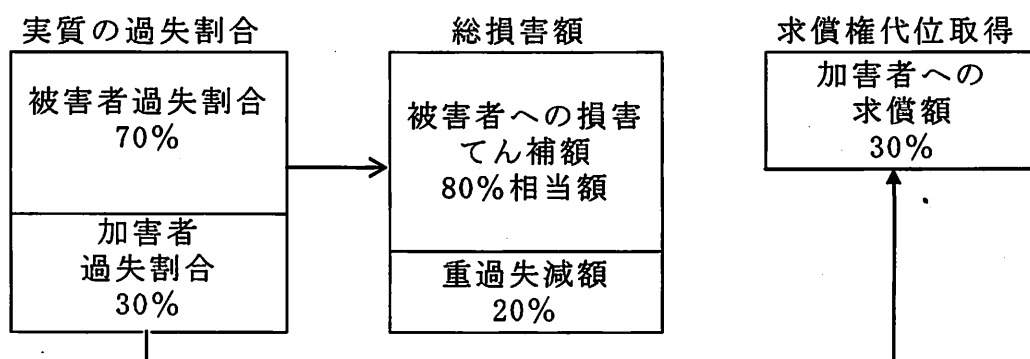 実質の過失割合
被害者過失割合
70%
加害者
過失割合
30%
総損害額
被害者への損害
てん補額
80%相当額
重過失減額
20%
求償権代位取得
加害者への
求償額
30%